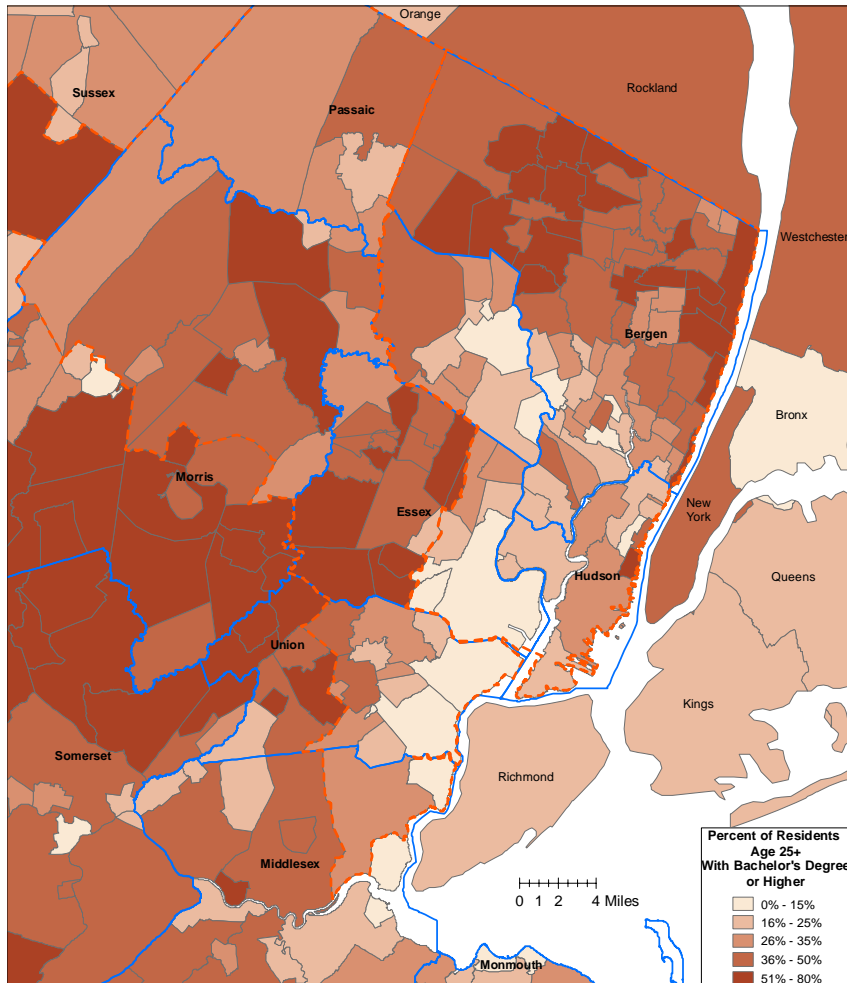 Orange
Sussex
Rockland
Passaic
Westchester
Bergen
Bronx
Morris
Essex
New
York
Hudson
Queens
Union
Kings
Somerset
Richmond
Middlesex
Monmouth
0 1 2 4 Miles
Percent of Residents
Age 25+
With Bachelor's Degree
or Higher
0% - 15%
16% - 25%
26% - 35%
36% - 50%
51% - 80%